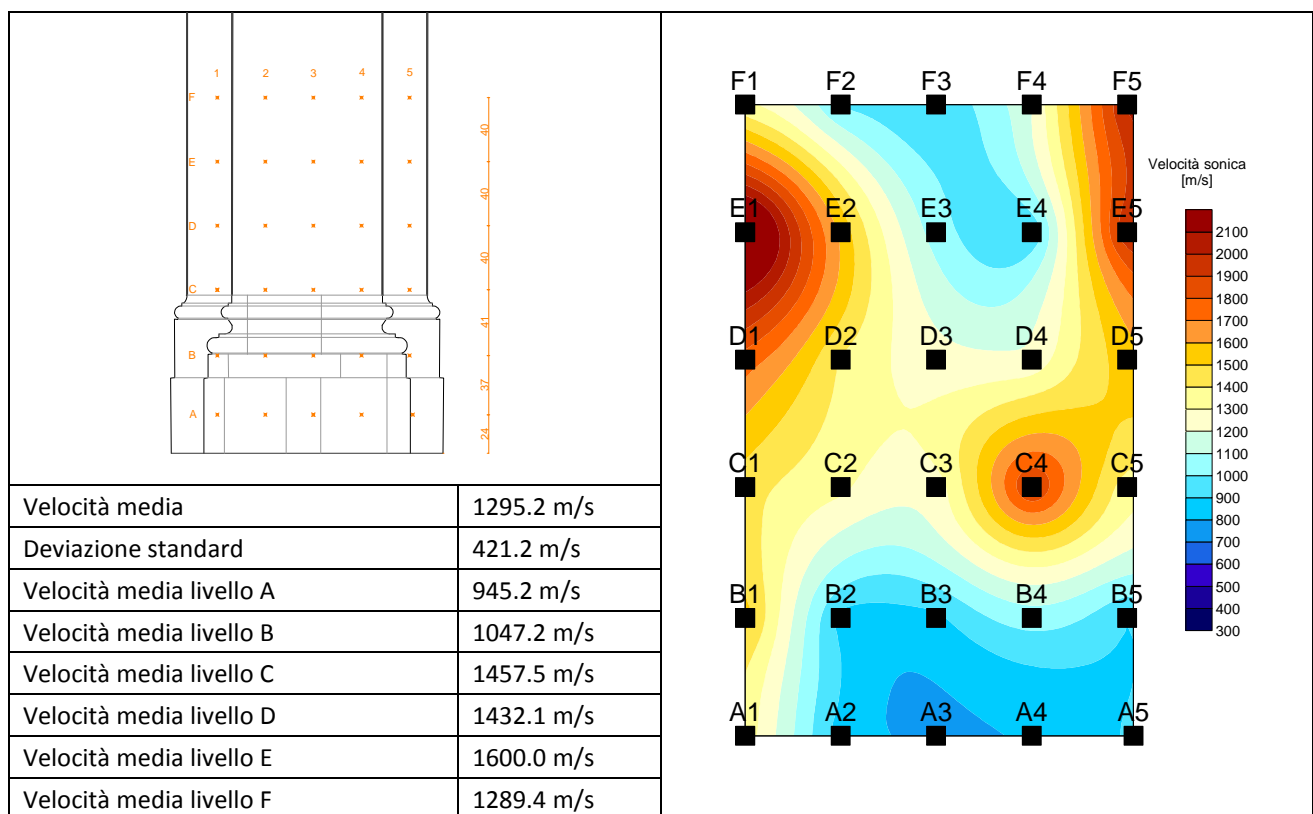 1 2 3 4 5
F
E
D
C
B
A
40
40
40
41
37
24
Velocità media 1295.2 m/s
Deviazione standard 421.2 m/s
Velocità media livello A 945.2 m/s
Velocità media livello B 1047.2 m/s
Velocità media livello C 1457.5 m/s
Velocità media livello D 1432.1 m/s
Velocità media livello E 1600.0 m/s
Velocità media livello F 1289.4 m/s
F1 F2 F3 F4 F5
E1 E2 E3 E4 E5
D1 D2 D3 D4 D5
C1 C2 C3 C4 C5
B1 B2 B3 B4 B5
A1 A2 A3 A4 A5
Velocità sonica
[m/s]
2100
2000
1900
1800
1700
1600
1500
1400
1300
1200
1100
1000
900
800
700
600
500
400
300